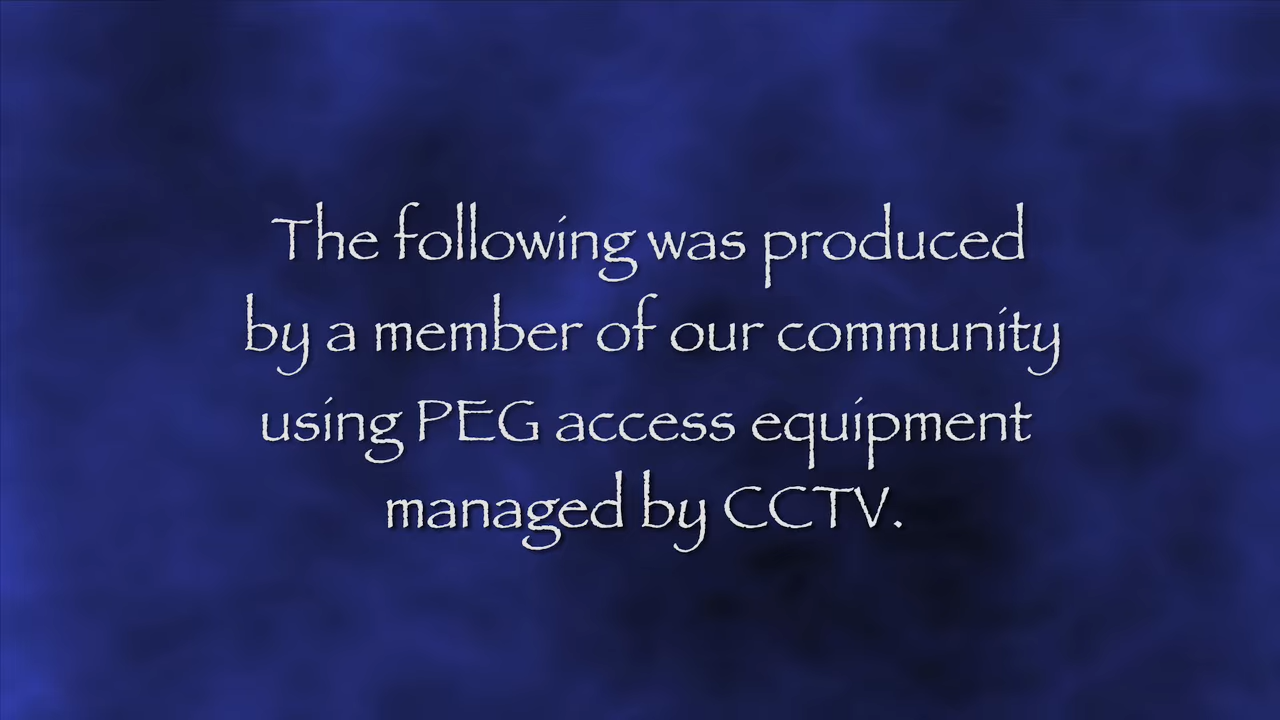 The following was produced
by a member of our community
using PEG access equipment
managed by CCTV.